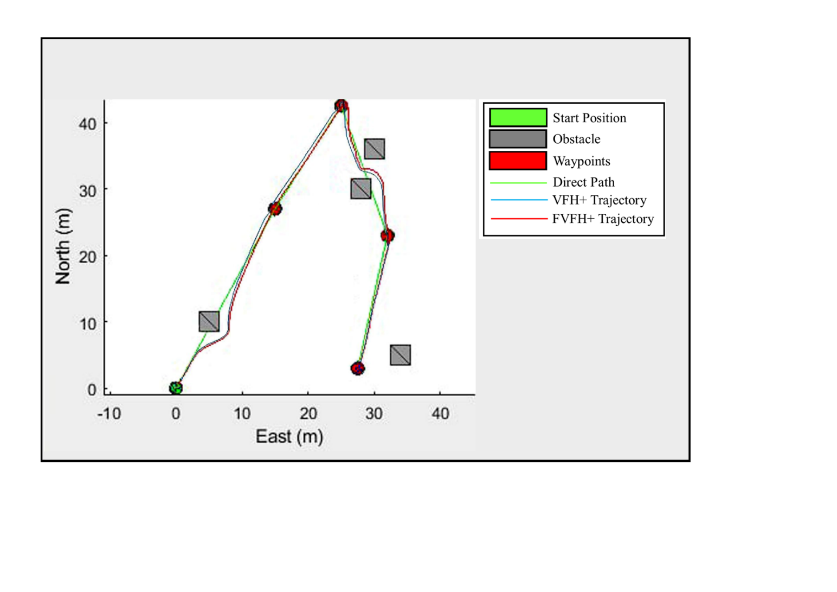 Start Position
Obstacle
Waypoints
Direct Path
VFH+ Trajectory
FVFH+ Trajectory
North (m)
40
30
20
10
0
-10 0 10 20 30 40
East (m)